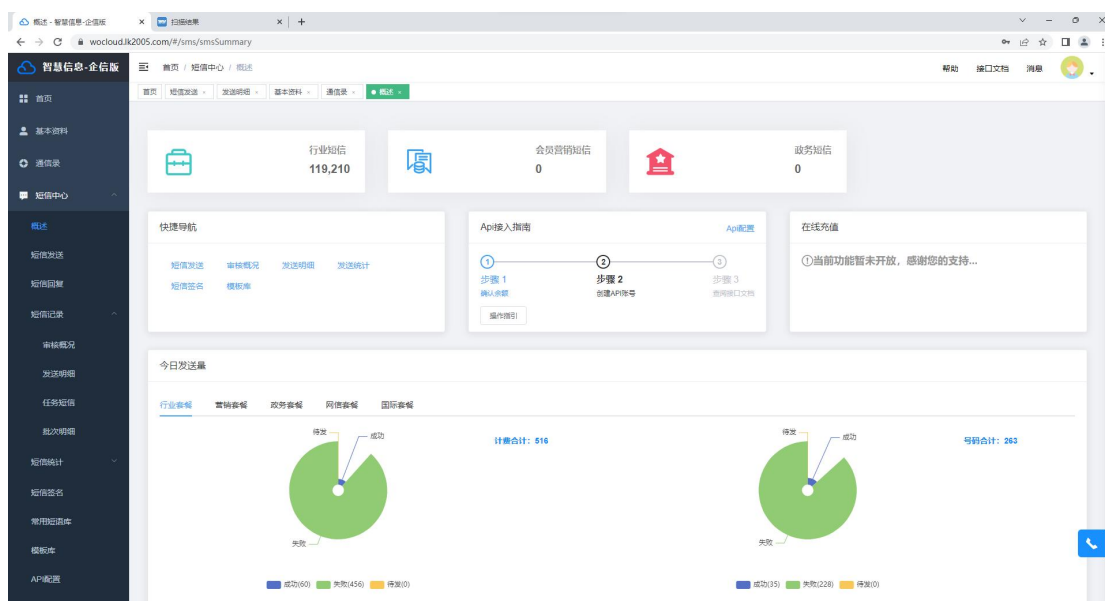 概述 - 智慧信息-企信版
扫描结果
wocloud.lk2005.com/#/sms/smsSummary
智慧信息-企信版
首页 / 短信中心 / 概述
帮助 接口文档 消息
首页 短信发送 发送明细 基本资料 通信录 概述
首页
基本资料
通信录
短信中心
概述
短信发送
短信回复
短信记录
审核概况
发送明细
任务短信
批次明细
短信统计
短信签名
常用短语库
模板库
API配置
行业短信
119,210
会员营销短信
0
政务短信
0
快捷导航
短信发送 审核概况 发送明细 发送统计
短信签名 模板库
Api接入指南
Api配置
1 2 3
步骤 1 步骤 2 步骤 3
确认余额 创建API账号 查阅接口文档
操作指引
在线充值
当前功能暂未开放，感谢您的支持...
今日发送量
行业套餐 营销套餐 政务套餐 网信套餐 国际套餐
待发
成功
失败
计费合计：516
成功(60) 失败(456) 待发(0)
待发
成功
失败
号码合计：263
成功(35) 失败(228) 待发(0)